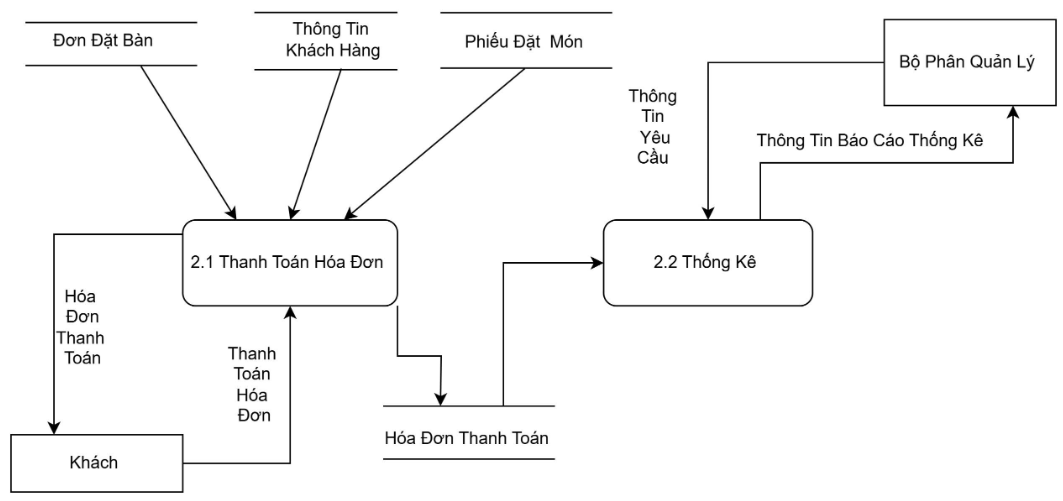 Đơn Đặt Bàn
Thông Tin
Khách Hàng
Phiếu Đặt Món
Bộ Phân Quản Lý
Thông
Tin
Yêu
Cầu
Thông Tin Báo Cáo Thống Kê
2.1 Thanh Toán Hóa Đơn
2.2 Thống Kê
Hóa
Đơn
Thanh
Toán
Thanh
Toán
Hóa
Đơn
Hóa Đơn Thanh Toán
Khách